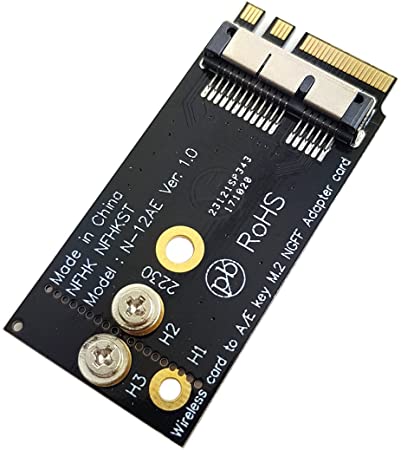 Made in China
NFHK NFHKST
Model : N-12AE Ver: 1.0
23121SP343
171020
RoHS
pb
2230
H2
H3
H1
Wireless card to A/E key M.2 NGFF Adapter card